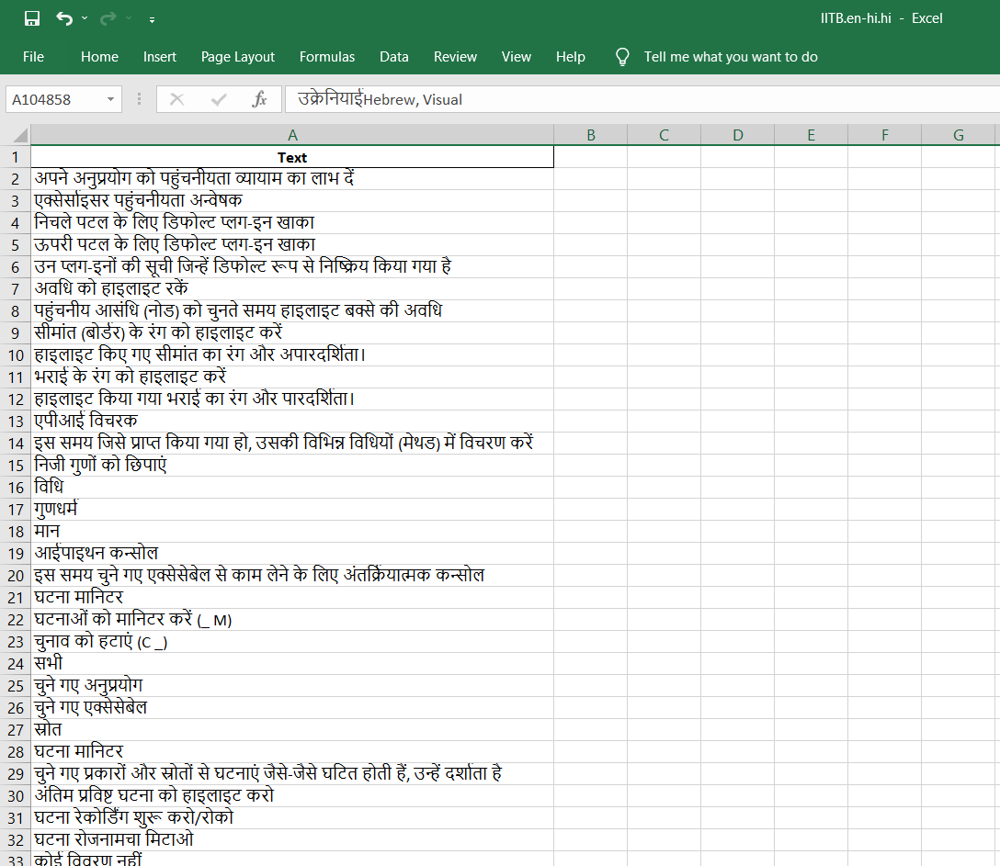 IITB.en-hi.hi - Excel
File Home Insert Page Layout Formulas Data Review View Help Tell me what you want to do
A104858 fx उक्रेनियाईHebrew, Visual
A B C D E F G
1 Text
2 अपने अनुप्रयोग को पहुंचनीयता व्यायाम का लाभ दें
3 एक्सेर्साइसर पहुंचनीयता अन्वेषक
4 निचले पटल के लिए डिफोल्ट प्लग-इन खाका
5 ऊपरी पटल के लिए डिफोल्ट प्लग-इन खाका
6 उन प्लग-इनों की सूची जिन्हें डिफोल्ट रूप से निष्क्रिय किया गया है
7 अवधि को हाइलाइट रकें
8 पहुंचनीय आसंधि (नोड) को चुनते समय हाइलाइट बक्से की अवधि
9 सीमांत (बोर्डर) के रंग को हाइलाइट करें
10 हाइलाइट किए गए सीमांत का रंग और अपारदर्शिता।
11 भराई के रंग को हाइलाइट करें
12 हाइलाइट किया गया भराई का रंग और पारदर्शिता।
13 एपीआई विचरक
14 इस समय जिसे प्राप्त किया गया हो, उसकी विभिन्न विधियों (मेथड) में विचरण करें
15 निजी गुणों को छिपाएं
16 विधि
17 गुणधर्म
18 मान
19 आईपाइथन कन्सोल
20 इस समय चुने गए एक्सेसेबेल से काम लेने के लिए अंतर्क्रियात्मक कन्सोल
21 घटना मानिटर
22 घटनाओं को मानिटर करें (_ M)
23 चुनाव को हटाएं (C _)
24 सभी
25 चुने गए अनुप्रयोग
26 चुने गए एक्सेसेबेल
27 स्रोत
28 घटना मानिटर
29 चुने गए प्रकारों और स्रोतों से घटनाएं जैसे-जैसे घटित होती हैं, उन्हें दर्शाता है
30 अंतिम प्रविष्ट घटना को हाइलाइट करो
31 घटना रेकोर्डिंग शुरू करो/रोको
32 घटना रोजनामचा मिटाओ
33 कोई विवरण नहीं